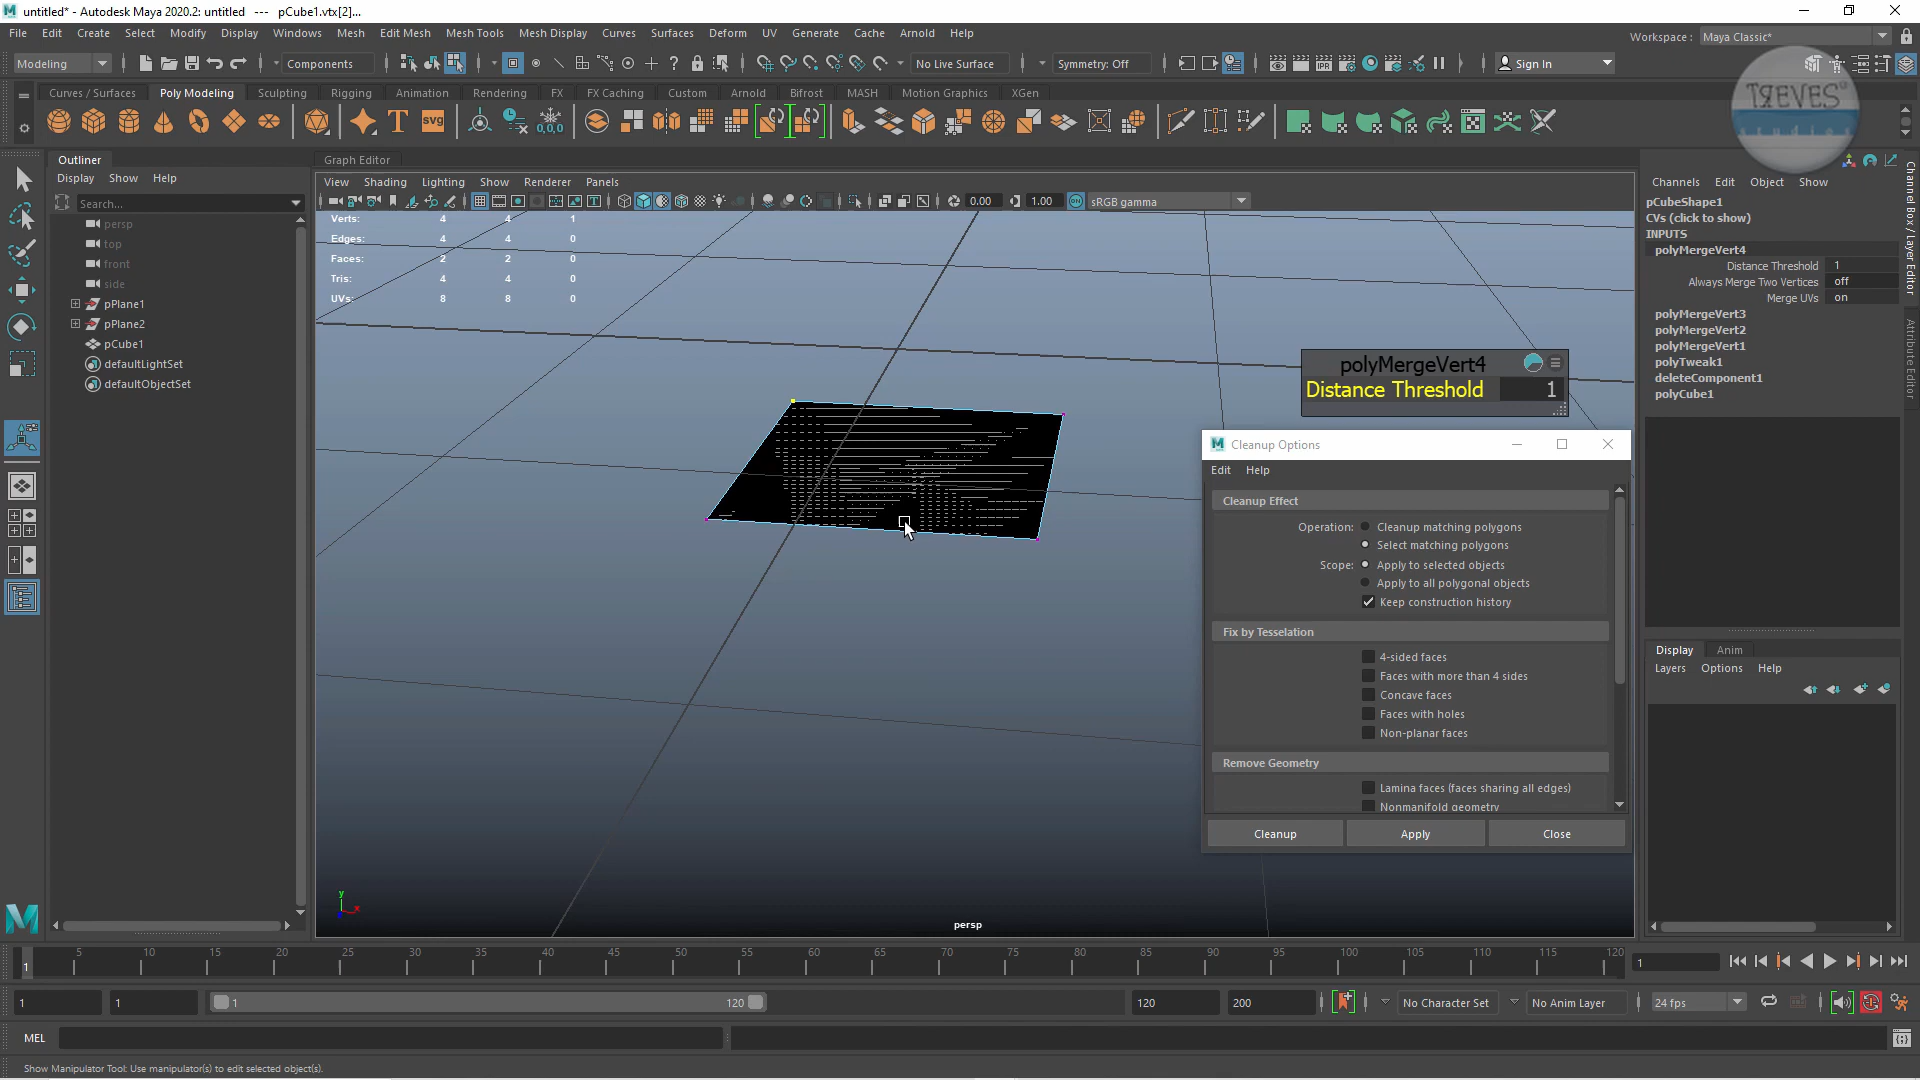 untitled* - Autodesk Maya 2020.2: untitled   ---   pCube1.vtx[2]...
File Edit Create Select Modify Display Windows Mesh Edit Mesh Mesh Tools Mesh Display Curves Surfaces Deform UV Generate Cache Arnold Help
Workspace : Maya Classic*
Modeling Components No Live Surface Symmetry: Off Sign In
Curves / Surfaces Poly Modeling Sculpting Rigging Animation Rendering FX FX Caching Custom Arnold Bifrost MASH Motion Graphics XGen
svg 0,0,0 IPR
Outliner
Display Show Help
Search...
persp
top
front
side
pPlane1
pPlane2
pCube1
defaultLightSet
defaultObjectSet
Graph Editor
View Shading Lighting Show Renderer Panels
0.00 1.00 sRGB gamma
Verts: 4 4 1
Edges: 4 4 0
Faces: 2 2 0
Tris: 4 4 0
UVs: 8 8 0
polyMergeVert4
Distance Threshold 1
Cleanup Options
Edit Help
Cleanup Effect
Operation: Cleanup matching polygons
Select matching polygons
Scope: Apply to selected objects
Apply to all polygonal objects
Keep construction history
Fix by Tesselation
4-sided faces
Faces with more than 4 sides
Concave faces
Faces with holes
Non-planar faces
Remove Geometry
Lamina faces (faces sharing all edges)
Nonmanifold geometry
Cleanup Apply Close
y
x
persp
Channels Edit Object Show
pCubeShape1
CVs (click to show)
INPUTS
polyMergeVert4
Distance Threshold 1
Always Merge Two Vertices off
Merge UVs on
polyMergeVert3
polyMergeVert2
polyMergeVert1
polyTweak1
deleteComponent1
polyCube1
Channel Box / Layer Editor
Attribute Editor
Display Anim
Layers Options Help
1 5 10 15 20 25 30 35 40 45 50 55 60 65 70 75 80 85 90 95 100 105 110 115 120 1
1 1 1 120 120 200 No Character Set No Anim Layer 24 fps
MEL
Show Manipulator Tool: Use manipulator(s) to edit selected object(s).